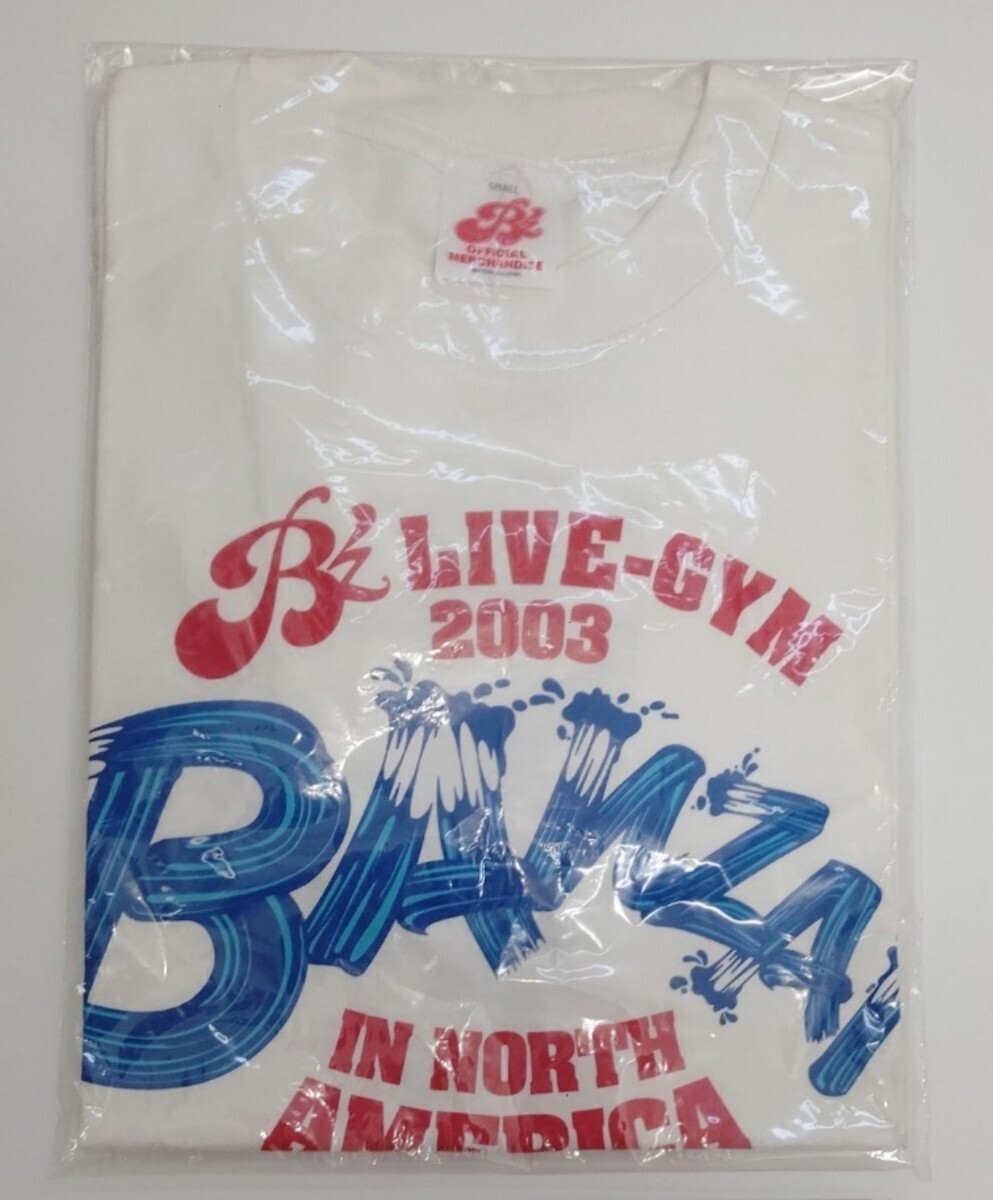 SMALL
B'z
OFFICIAL
MERCHANDISE
B'z LIVE-GYM
2003
BANZAI
IN NORTH
AMERICA